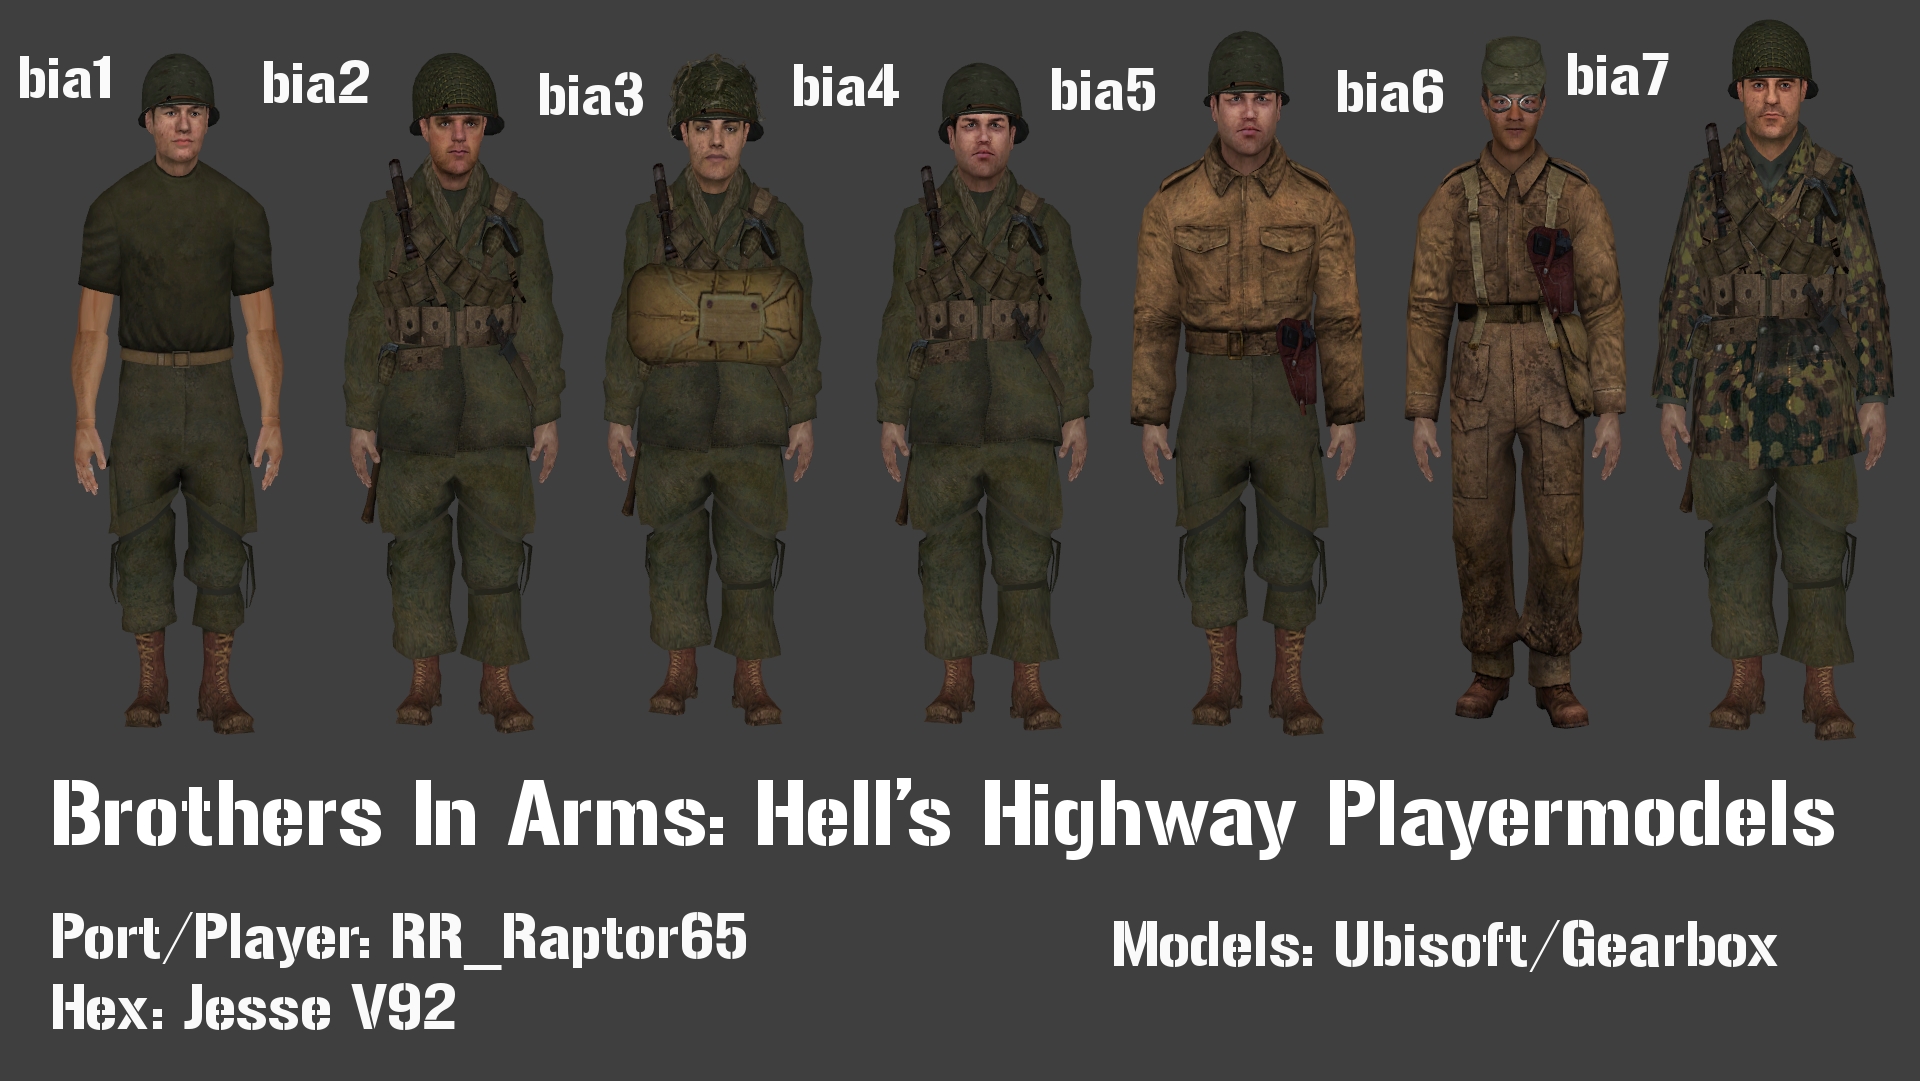 bia1 bia2 bia3 bia4 bia5 bia6 bia7
Brothers In Arms: Hell's Highway Playermodels
Port/Player: RR_Raptor65
Hex: Jesse V92
Models: Ubisoft/Gearbox